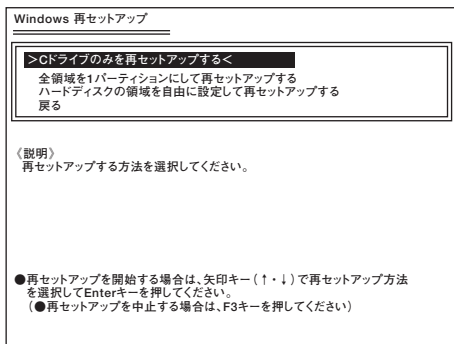 Windows 再セットアップ
>Cドライブのみを再セットアップする<
全領域を1パーティションにして再セットアップする
ハードディスクの領域を自由に設定して再セットアップする
戻る
《説明》
再セットアップする方法を選択してください。
●再セットアップを開始する場合は、矢印キー(↑・↓)で再セットアップ方法
を選択してEnterキーを押してください。
(●再セットアップを中止する場合は、F3キーを押してください)